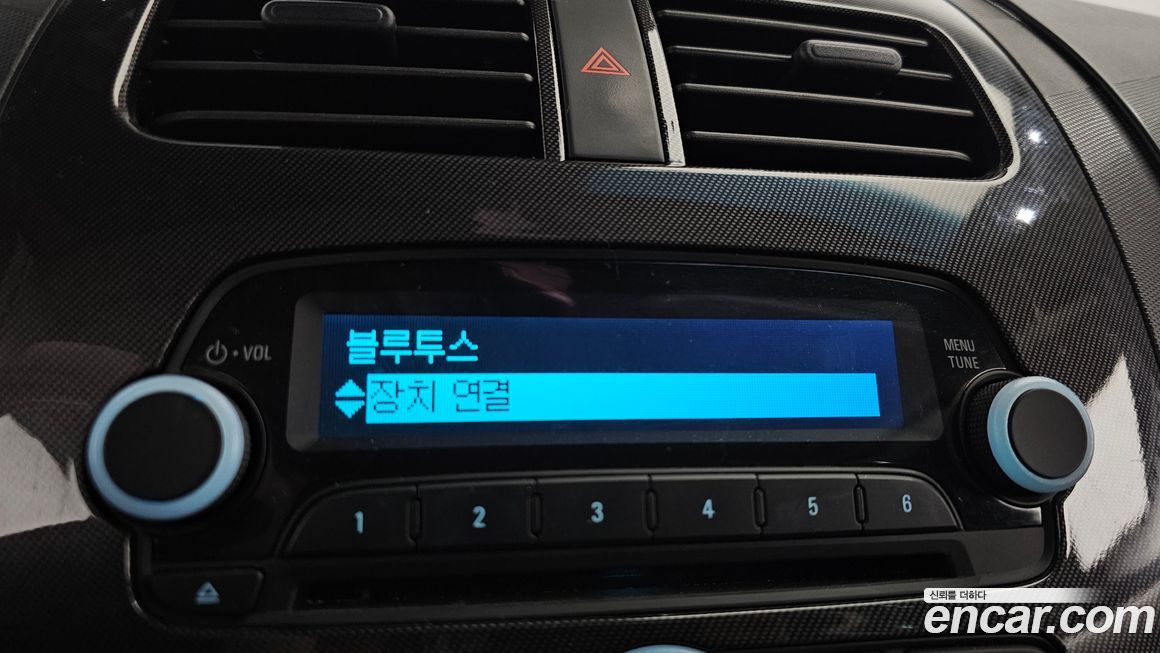 블루투스
장치 연결
VOL
MENU
TUNE
1 2 3 4 5 6
신뢰를 더하다
encar.com